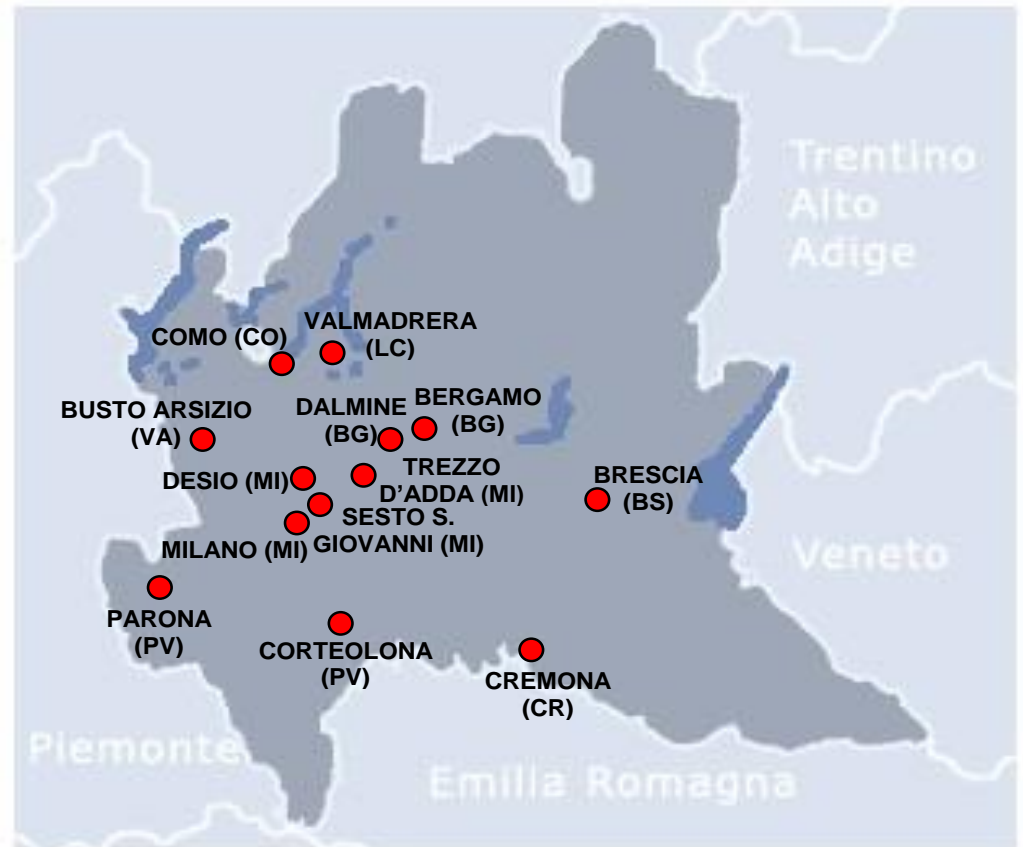 Trentino
Alto
Adige
VALMADRERA
(LC)
COMO (CO)
BUSTO ARSIZIO
(VA)
DALMINE
(BG)
BERGAMO
(BG)
DESIO (MI)
TREZZO
D'ADDA (MI)
BRESCIA
(BS)
SESTO S.
GIOVANNI (MI)
MILANO (MI)
Veneto
PARONA
(PV)
CORTEOLONA
(PV)
CREMONA
(CR)
Piemonte
Emilia Romagna